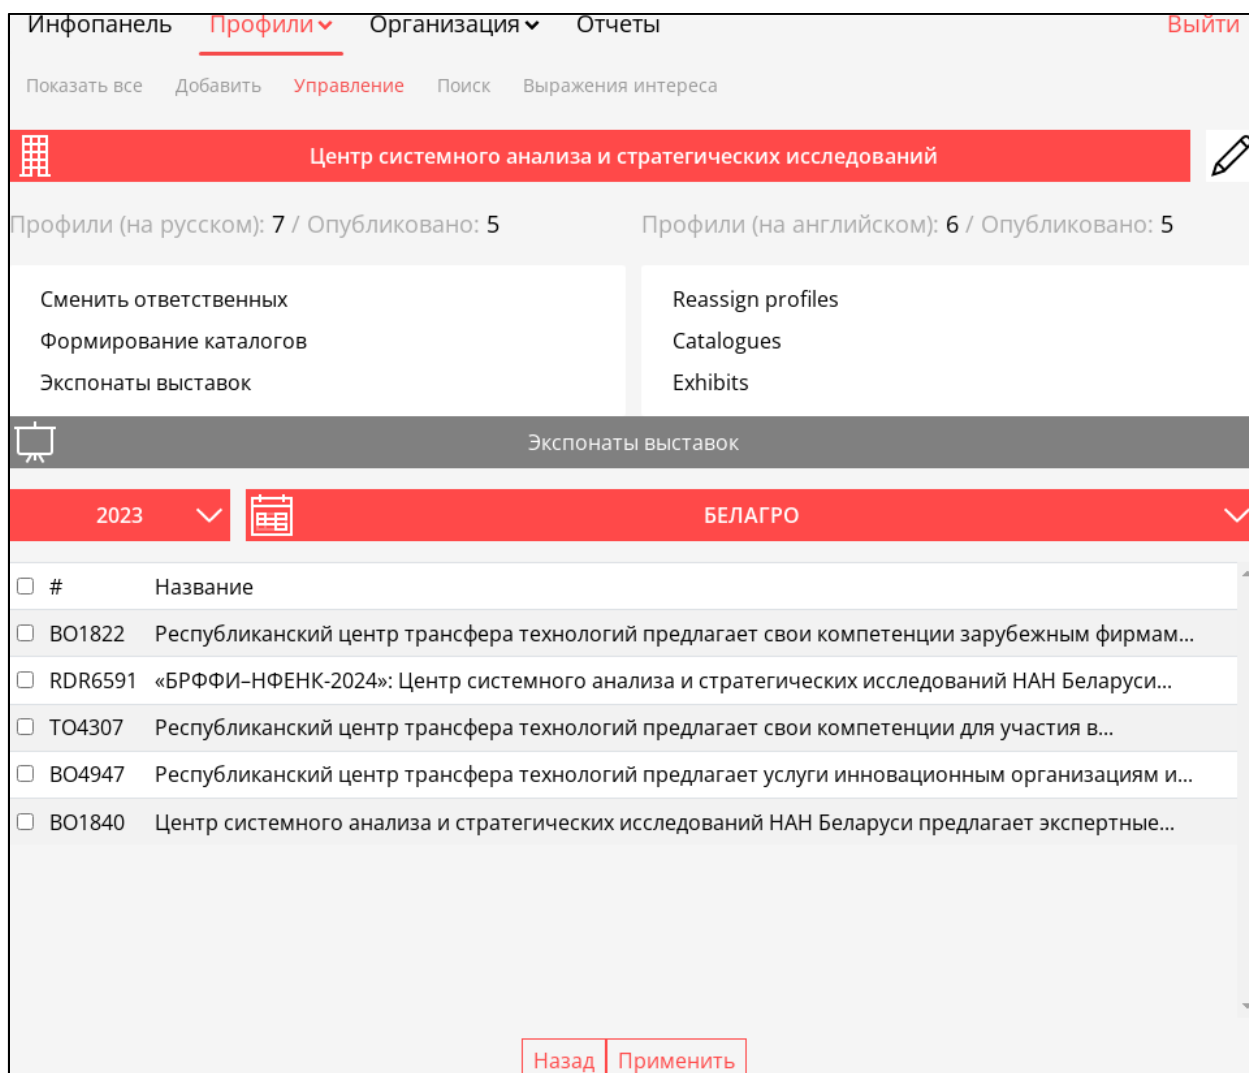 Инфопанель Профили Организация Отчеты Выйти
Показать все Добавить Управление Поиск Выражения интереса
Центр системного анализа и стратегических исследований
Профили (на русском): 7 / Опубликовано: 5 Профили (на английском): 6 / Опубликовано: 5
Сменить ответственных Reassign profiles
Формирование каталогов Catalogues
Экспонаты выставок Exhibits
Экспонаты выставок
2023 БЕЛАГРО
# Название
BO1822 Республиканский центр трансфера технологий предлагает свои компетенции зарубежным фирмам...
RDR6591 «БРФФИ–НФЕНК-2024»: Центр системного анализа и стратегических исследований НАН Беларуси...
TO4307 Республиканский центр трансфера технологий предлагает свои компетенции для участия в...
BO4947 Республиканский центр трансфера технологий предлагает услуги инновационным организациям и...
BO1840 Центр системного анализа и стратегических исследований НАН Беларуси предлагает экспертные...
Назад Применить